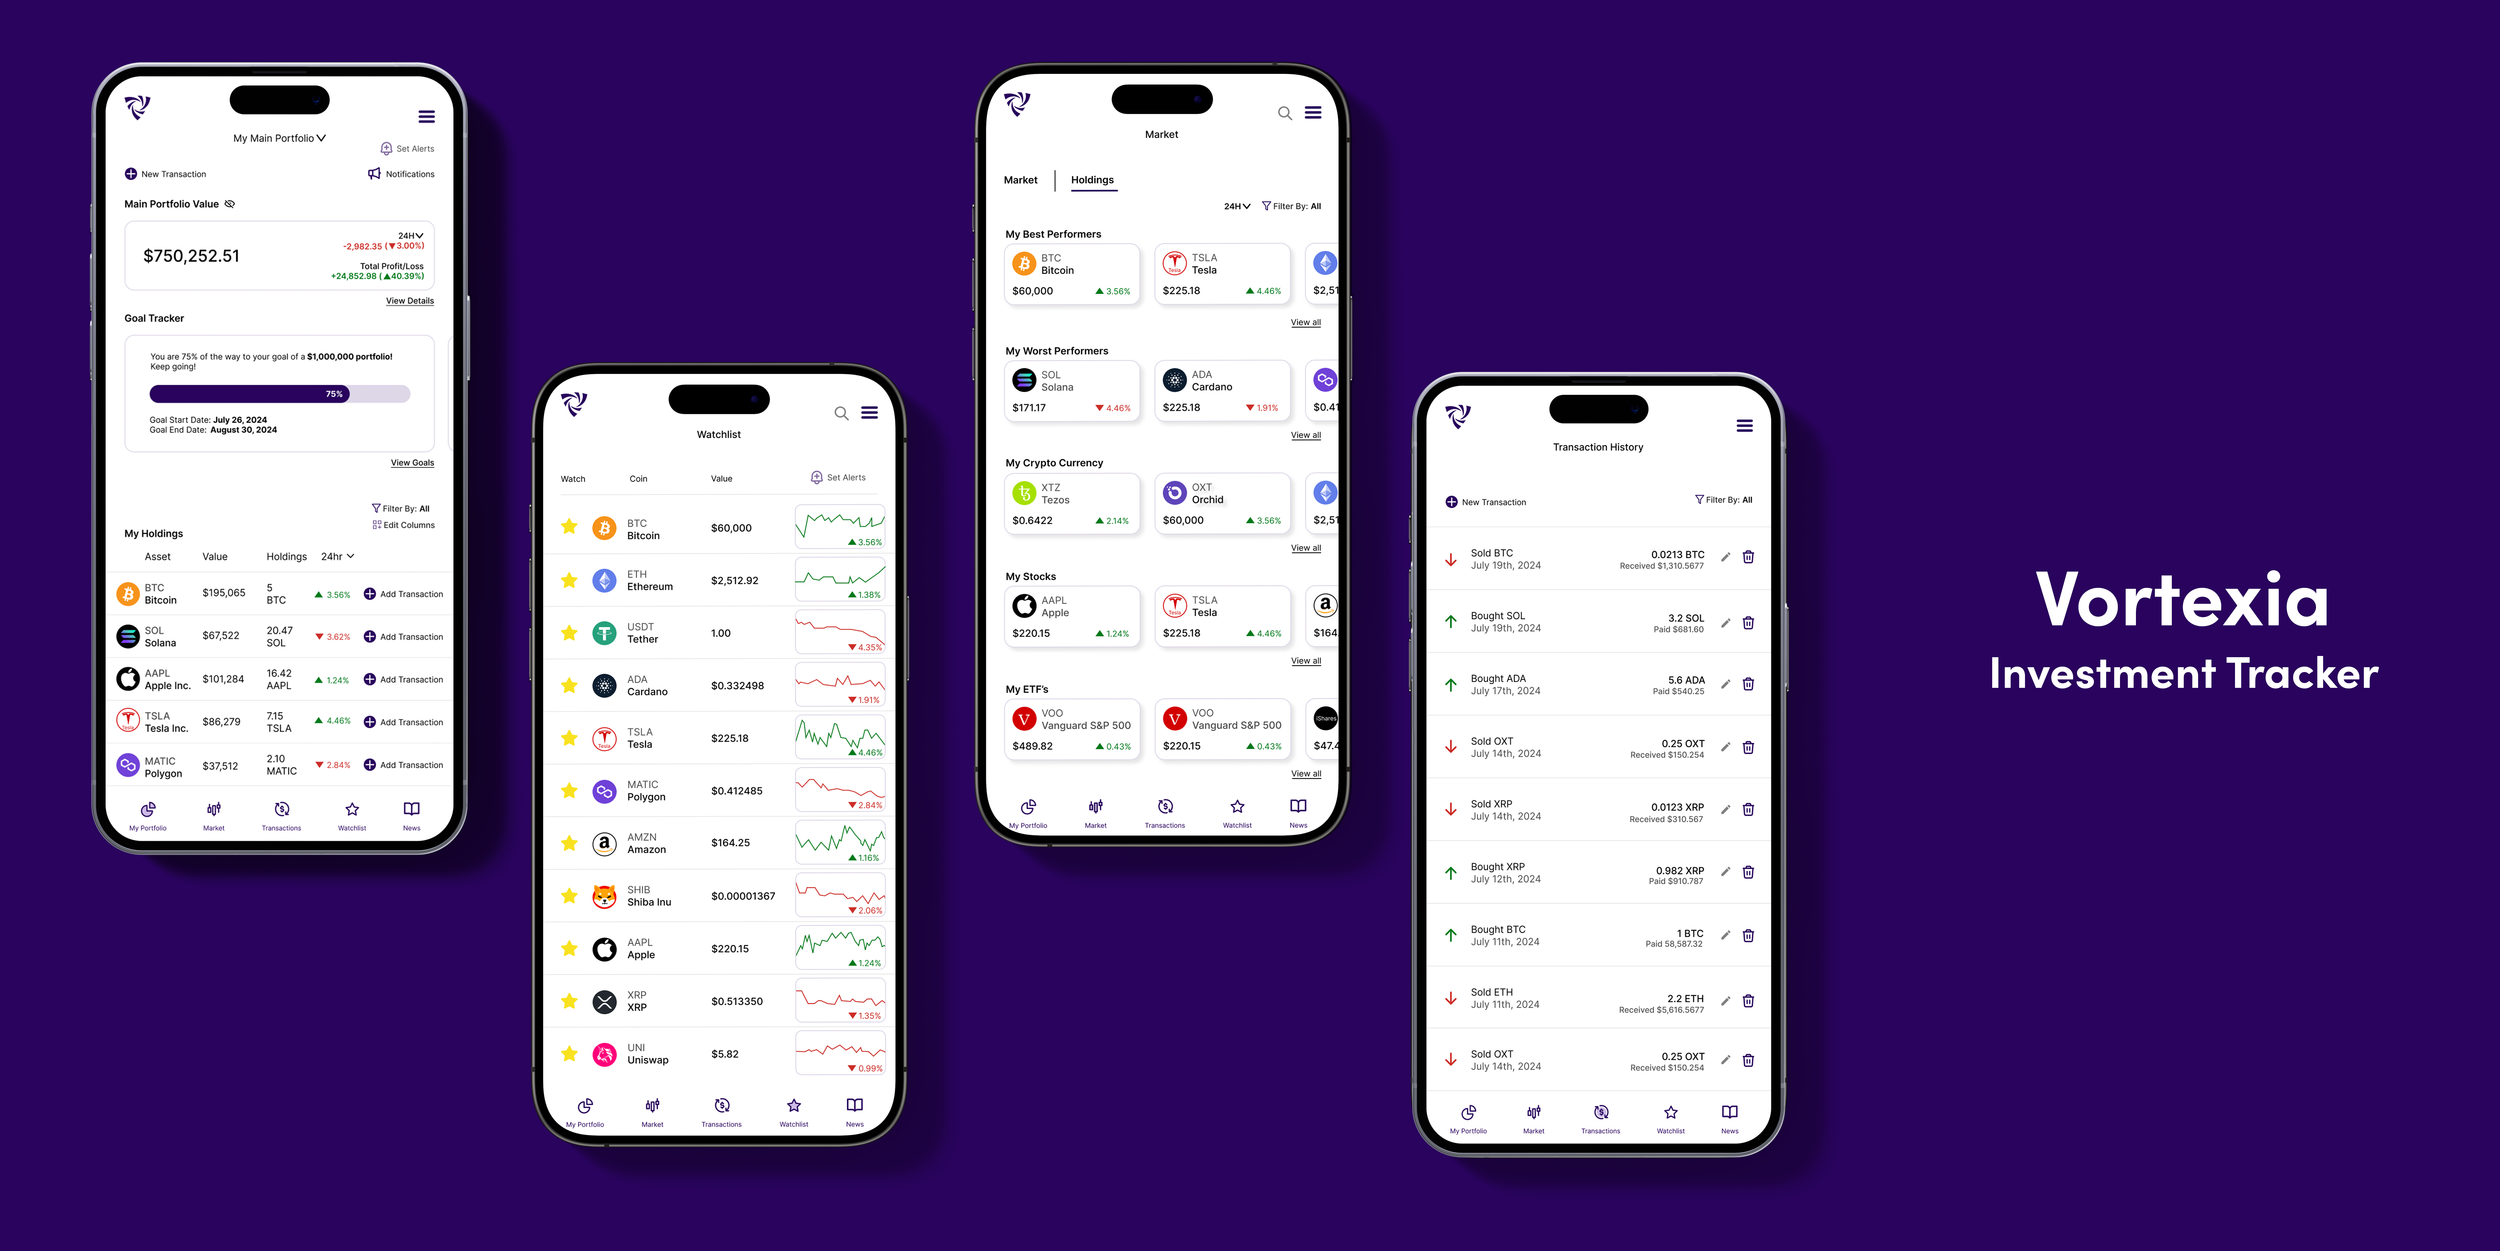 My Main Portfolio
Set Alerts
New Transaction
Notifications
Main Portfolio Value
24H
$750,252.51
-2,982.35 (▼3.00%)
Total Profit/Loss
+24,852.98 (▲40.39%)
View Details
Goal Tracker
You are 75% of the way to your goal of a $1,000,000 portfolio!
Keep going!
75%
Goal Start Date: July 26, 2024
Goal End Date: August 30, 2024
View Goals
Filter By: All
Edit Columns
My Holdings
Asset Value Holdings 24hr
BTC Bitcoin $195,065 5 BTC ▲ 3.56% Add Transaction
SOL Solana $67,522 20.47 SOL ▼ 3.62% Add Transaction
AAPL Apple Inc. $101,284 16.42 AAPL ▲ 1.24% Add Transaction
TSLA Tesla Inc. $86,279 7.15 TSLA ▲ 4.46% Add Transaction
MATIC Polygon $37,512 2.10 MATIC ▼ 2.84% Add Transaction
My Portfolio Market Transactions Watchlist News
Watchlist
Watch Coin Value Set Alerts
BTC Bitcoin $60,000 ▲ 3.56%
ETH Ethereum $2,512.92 ▲ 1.38%
USDT Tether 1.00 ▼ 4.35%
ADA Cardano $0.332498 ▼ 1.91%
TSLA Tesla $225.18 ▲ 4.46%
MATIC Polygon $0.412485 ▼ 2.84%
AMZN Amazon $164.25 ▲ 1.16%
SHIB Shiba Inu $0.00001367 ▼ 2.06%
AAPL Apple $220.15 ▲ 1.24%
XRP XRP $0.513350 ▼ 1.35%
UNI Uniswap $5.82 ▼ 0.99%
My Portfolio Market Transactions Watchlist News
Market
Market Holdings
24H Filter By: All
My Best Performers
BTC TSLA
Bitcoin Tesla
$60,000 ▲ 3.56% $225.18 ▲ 4.46% $2,51
View all
My Worst Performers
SOL ADA
Solana Cardano
$171.17 ▼ 4.46% $225.18 ▼ 1.91% $0.41
View all
My Crypto Currency
XTZ OXT
Tezos Orchid
$0.6422 ▲ 2.14% $60,000 ▲ 3.56% $2,51
View all
My Stocks
AAPL TSLA
Apple Tesla
$220.15 ▲ 1.24% $225.18 ▲ 4.46% $164.
View all
My ETF's
VOO VOO
Vanguard S&P 500 Vanguard S&P 500 iShares
$489.82 ▲ 0.43% $220.15 ▲ 0.43% $47.4
View all
My Portfolio Market Transactions Watchlist News
Transaction History
New Transaction Filter By: All
Sold BTC 0.0213 BTC
July 19th, 2024 Received $1,310.5677
Bought SOL 3.2 SOL
July 19th, 2024 Paid $681.60
Bought ADA 5.6 ADA
July 17th, 2024 Paid $540.25
Sold OXT 0.25 OXT
July 14th, 2024 Received $150.254
Sold XRP 0.0123 XRP
July 14th, 2024 Received $310.567
Bought XRP 0.982 XRP
July 12th, 2024 Paid $910.787
Bought BTC 1 BTC
July 11th, 2024 Paid 58,587.32
Sold ETH 2.2 ETH
July 11th, 2024 Received $5,616.5677
Sold OXT 0.25 OXT
July 14th, 2024 Received $150.254
My Portfolio Market Transactions Watchlist News
Vortexia
Investment Tracker